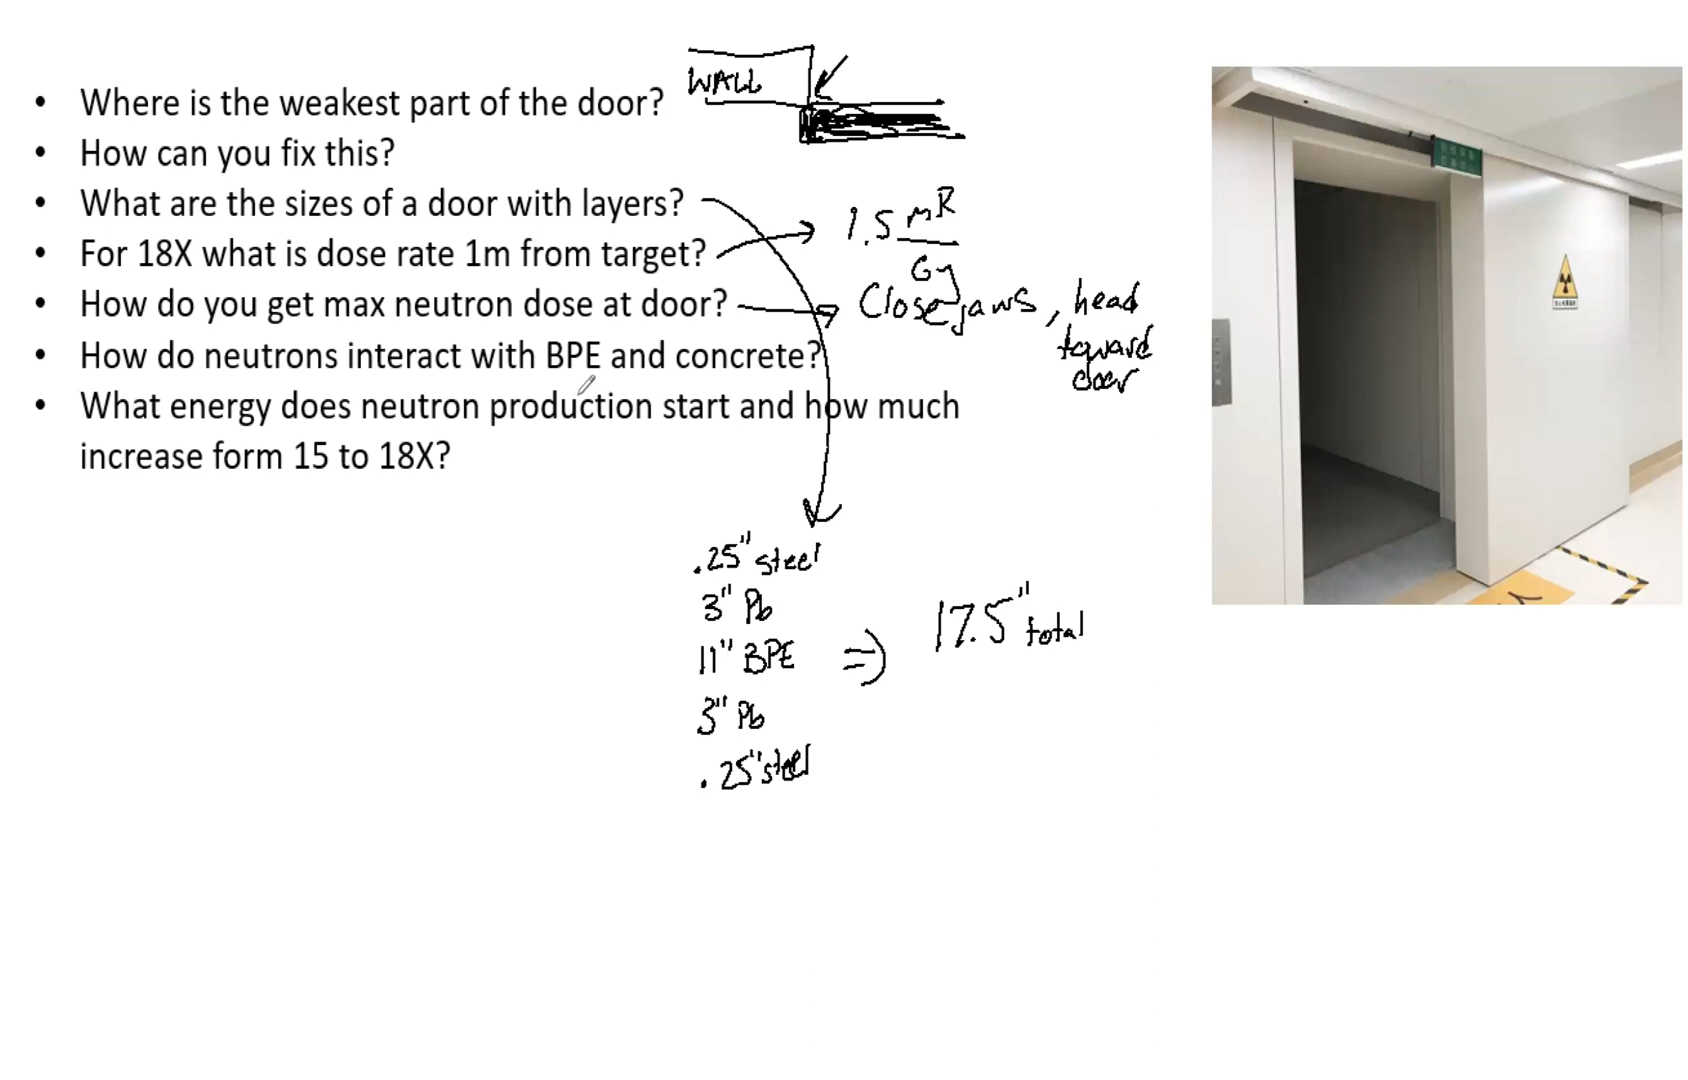 • Where is the weakest part of the door?
• How can you fix this?
• What are the sizes of a door with layers?
• For 18X what is dose rate 1m from target?
• How do you get max neutron dose at door?
• How do neutrons interact with BPE and concrete?
• What energy does neutron production start and how much
increase form 15 to 18X?
WALL
1.5 mR
Gy
Close jaws, head
toward
door
.25" steel
3" Pb
11" BPE => 17.5" total
3" Pb
.25" steel